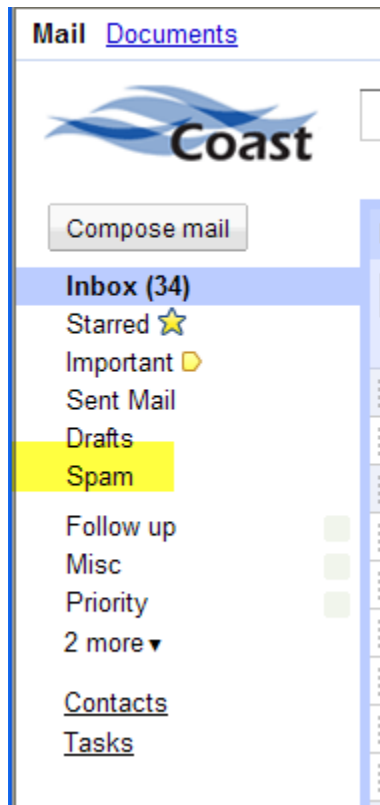 Mail Documents
Coast
Compose mail
Inbox (34)
Starred
Important
Sent Mail
Drafts
Spam
Follow up
Misc
Priority
2 more ▾
Contacts
Tasks